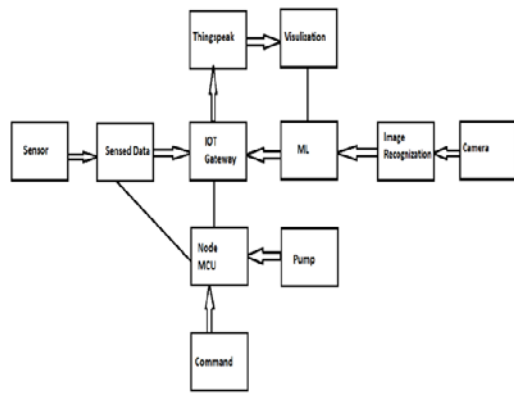 Thingspeak
Visulization
Sensor
Sensed Data
IOT
Gateway
ML
Image
Recognization
Camera
Node
MCU
Pump
Command